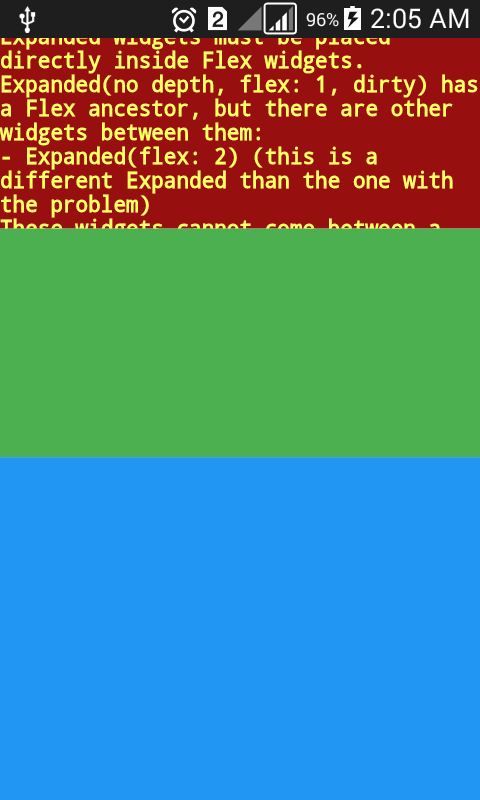 2 96% 2:05 AM
Expanded widgets must be placed
directly inside Flex widgets.
Expanded(no depth, flex: 1, dirty) has
a Flex ancestor, but there are other
widgets between them:
- Expanded(flex: 2) (this is a
different Expanded than the one with
the problem)
These widgets cannot come between a